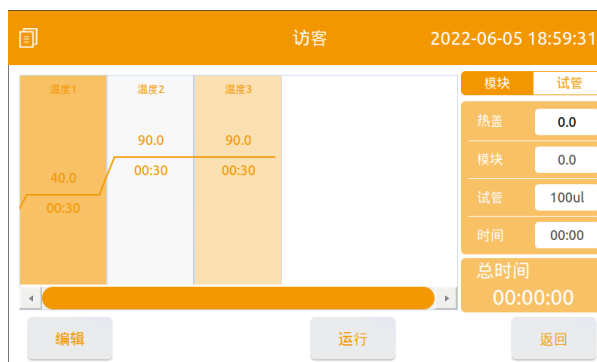 访客
2022-06-05 18:59:31
温度1 温度2 温度3
模块 试管
90.0 90.0
热盖 0.0
00:30 00:30
模块 0.0
40.0
试管 100ul
00:30
时间 00:00
总时间
00:00:00
编辑 运行 返回